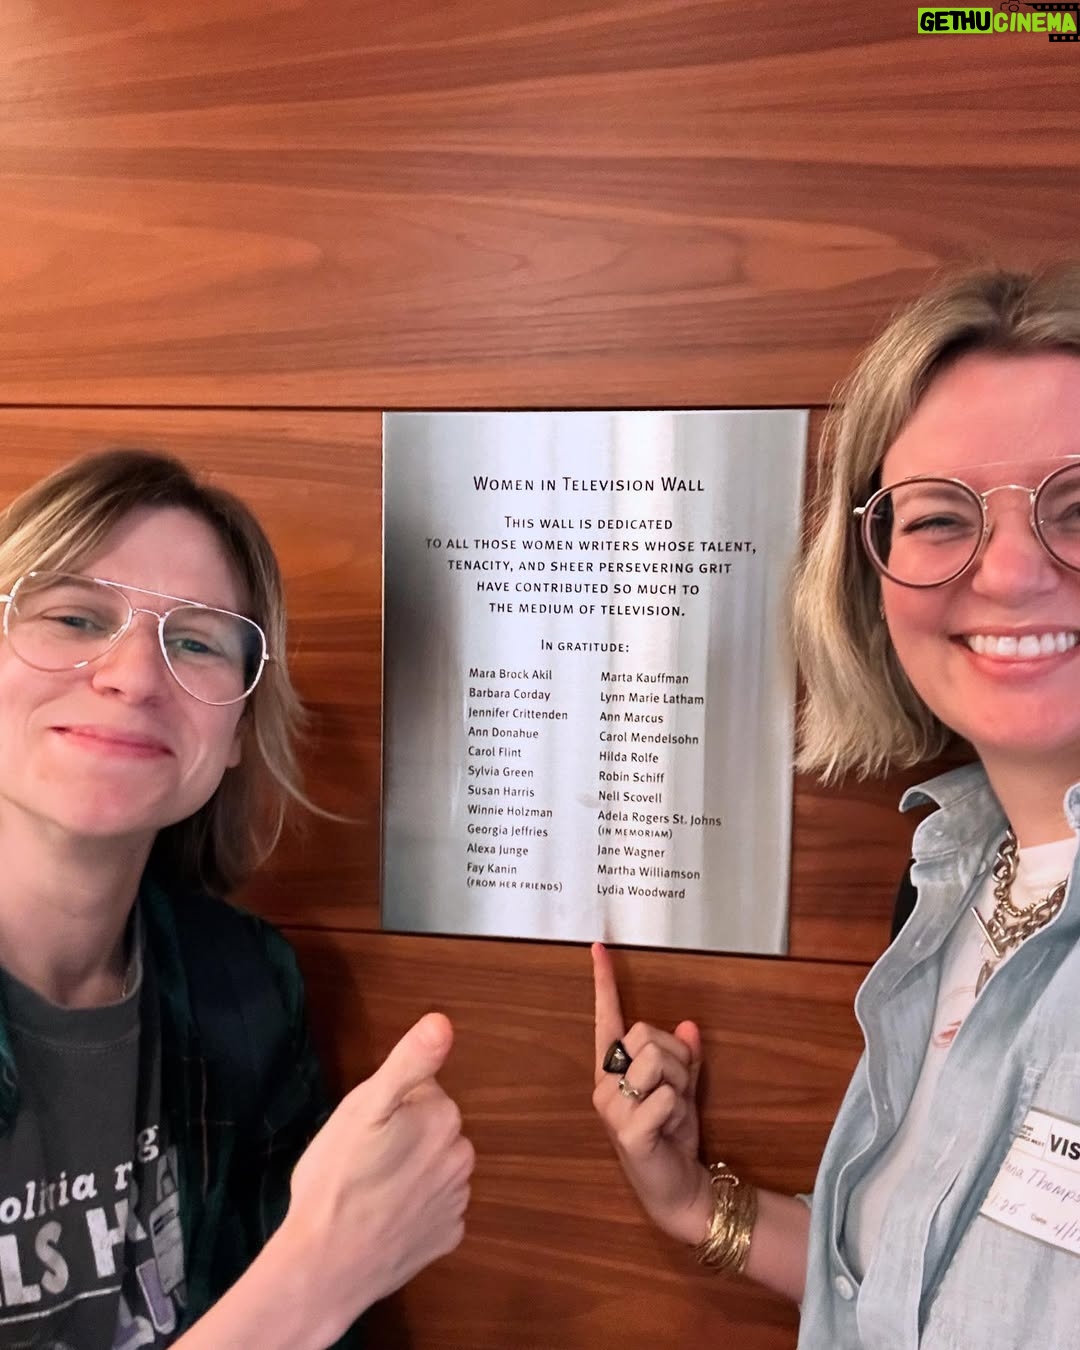 GETHUCINEMA
WOMEN IN TELEVISION WALL
THIS WALL IS DEDICATED
TO ALL THOSE WOMEN WRITERS WHOSE TALENT,
TENACITY, AND SHEER PERSEVERING GRIT
HAVE CONTRIBUTED SO MUCH TO
THE MEDIUM OF TELEVISION.
IN GRATITUDE:
Mara Brock Akil
Barbara Corday
Jennifer Crittenden
Ann Donahue
Carol Flint
Sylvia Green
Susan Harris
Winnie Holzman
Georgia Jeffries
Alexa Junge
Fay Kanin
(FROM HER FRIENDS)
Marta Kauffman
Lynn Marie Latham
Ann Marcus
Carol Mendelsohn
Hilda Rolfe
Robin Schiff
Nell Scovell
Adela Rogers St. Johns
(IN MEMORIAM)
Jane Wagner
Martha Williamson
Lydia Woodward
VIS